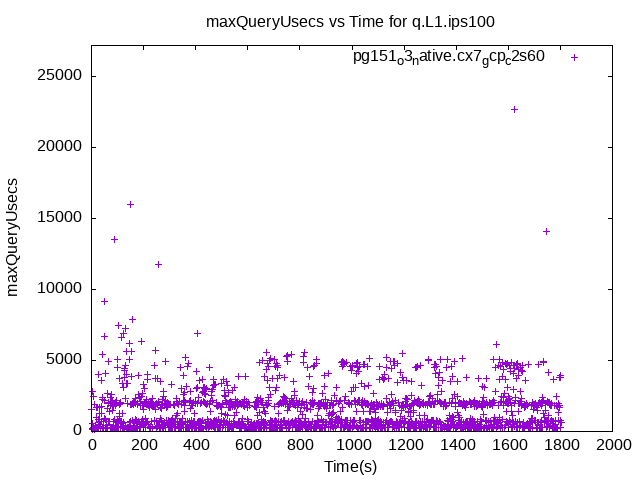 maxQueryUsecs vs Time for q.L1.ips100
pg151o3native.cx7gcpc2s60
25000
20000
15000
10000
5000
0
maxQueryUsecs
0 200 400 600 800 1000 1200 1400 1600 1800 2000
Time(s)